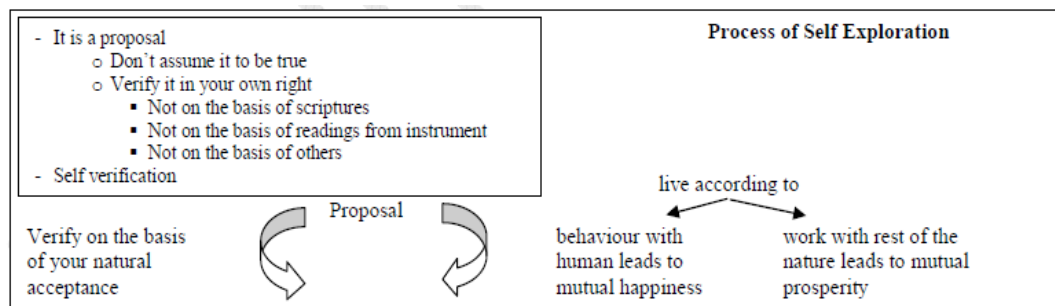 - It is a proposal
o Don't assume it to be true
o Verify it in your own right
▪ Not on the basis of scriptures
▪ Not on the basis of readings from instrument
▪ Not on the basis of others
- Self verification
Process of Self Exploration
Proposal
Verify on the basis
of your natural
acceptance
live according to
behaviour with
human leads to
mutual happiness
work with rest of the
nature leads to mutual
prosperity